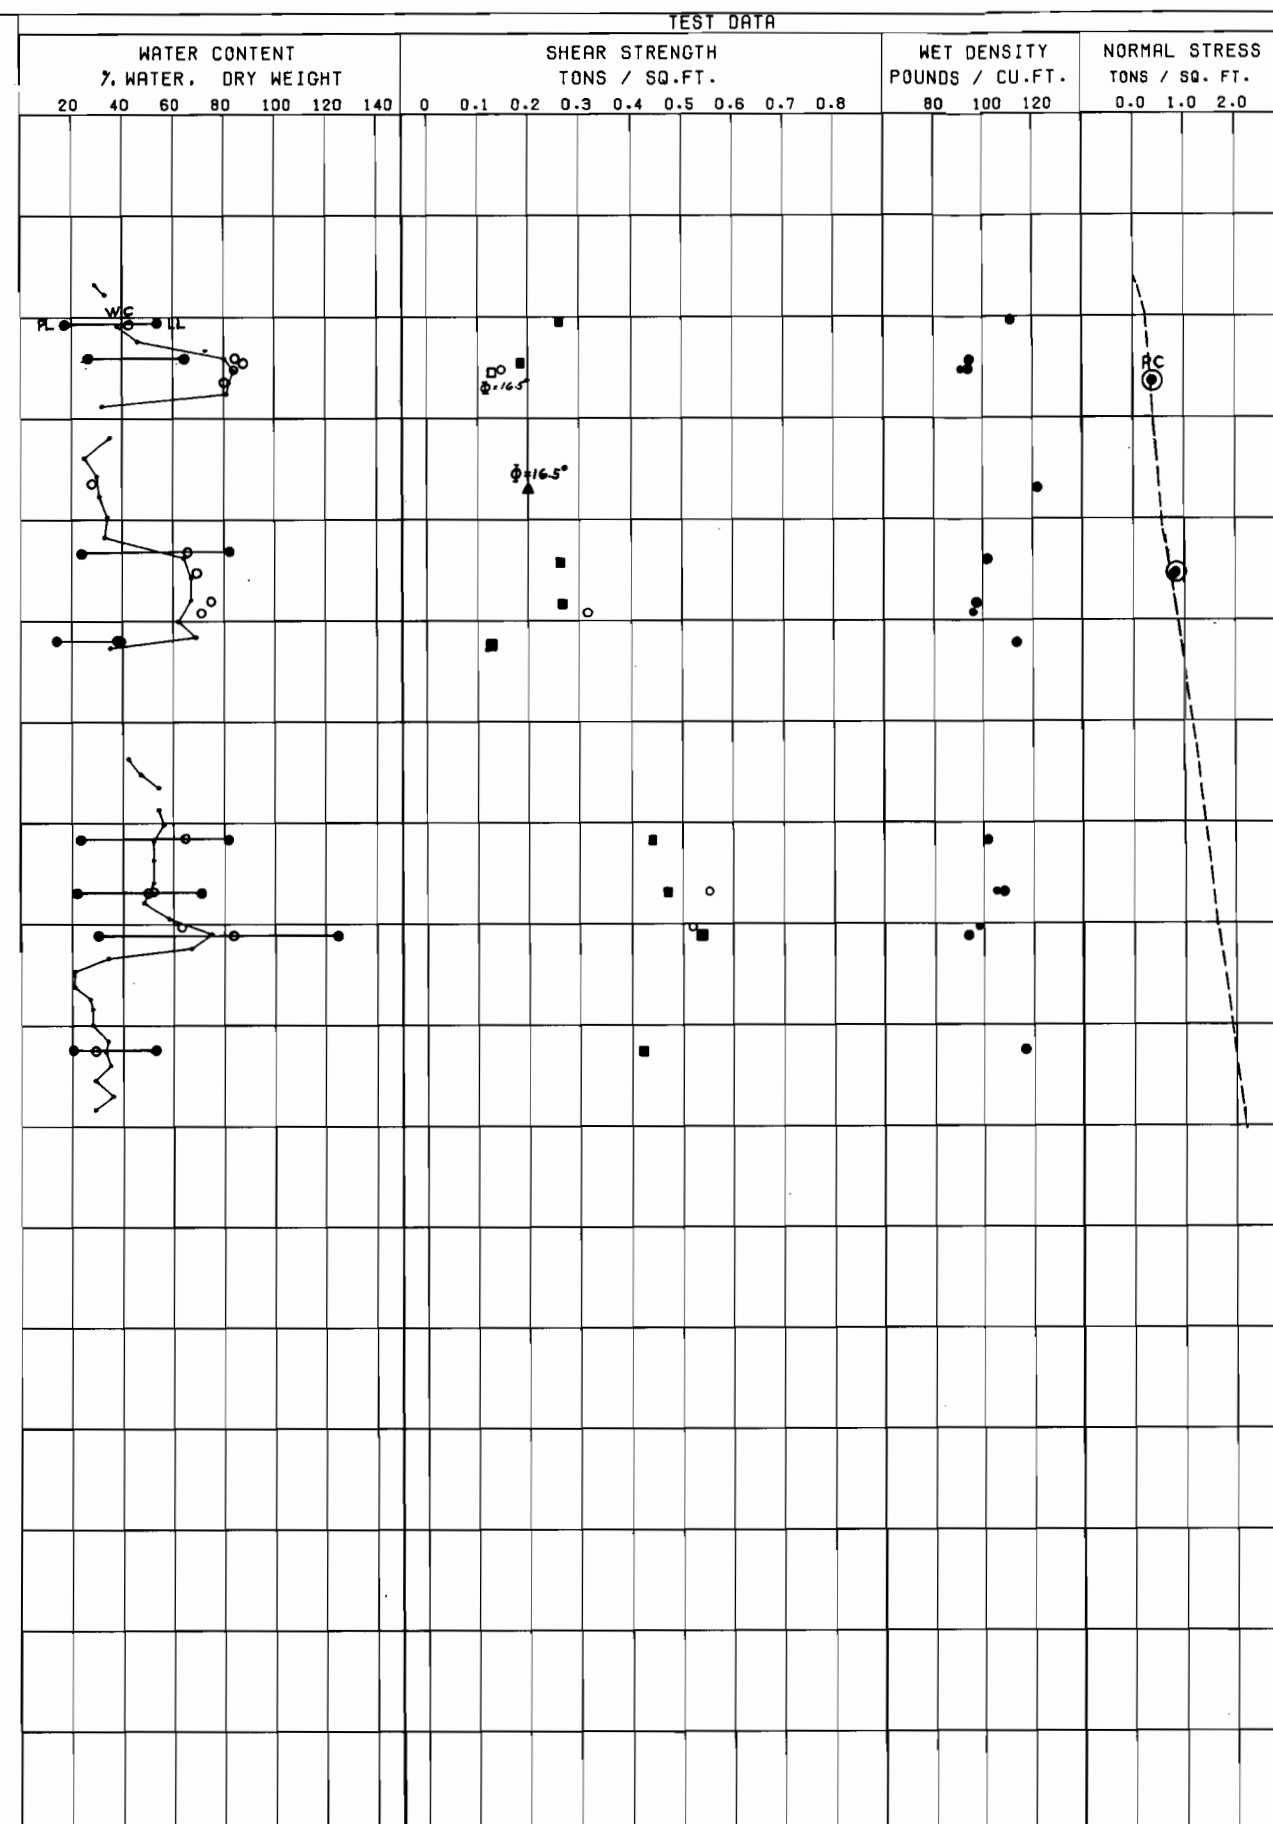 TEST DATA
WATER CONTENT
% WATER. DRY WEIGHT
20 40 60 80 100 120 140
SHEAR STRENGTH
TONS / SQ.FT.
0 0.1 0.2 0.3 0.4 0.5 0.6 0.7 0.8
WET DENSITY
POUNDS / CU.FT.
80 100 120
NORMAL STRESS
TONS / SQ. FT.
0.0 1.0 2.0
WC
PL LL
PC
Φ̄=16.5°
Φ̄=16.5°